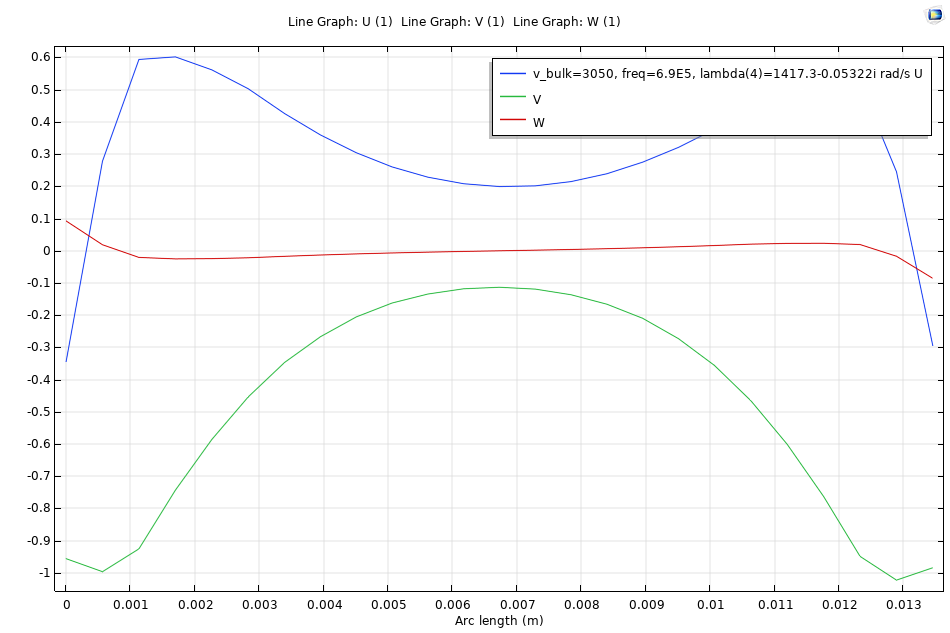 Line Graph: U (1)  Line Graph: V (1)  Line Graph: W (1)
v_bulk=3050, freq=6.9E5, lambda(4)=1417.3-0.05322i rad/s U
V
W
0.6
0.5
0.4
0.3
0.2
0.1
0
-0.1
-0.2
-0.3
-0.4
-0.5
-0.6
-0.7
-0.8
-0.9
-1
0 0.001 0.002 0.003 0.004 0.005 0.006 0.007 0.008 0.009 0.01 0.011 0.012 0.013
Arc length (m)